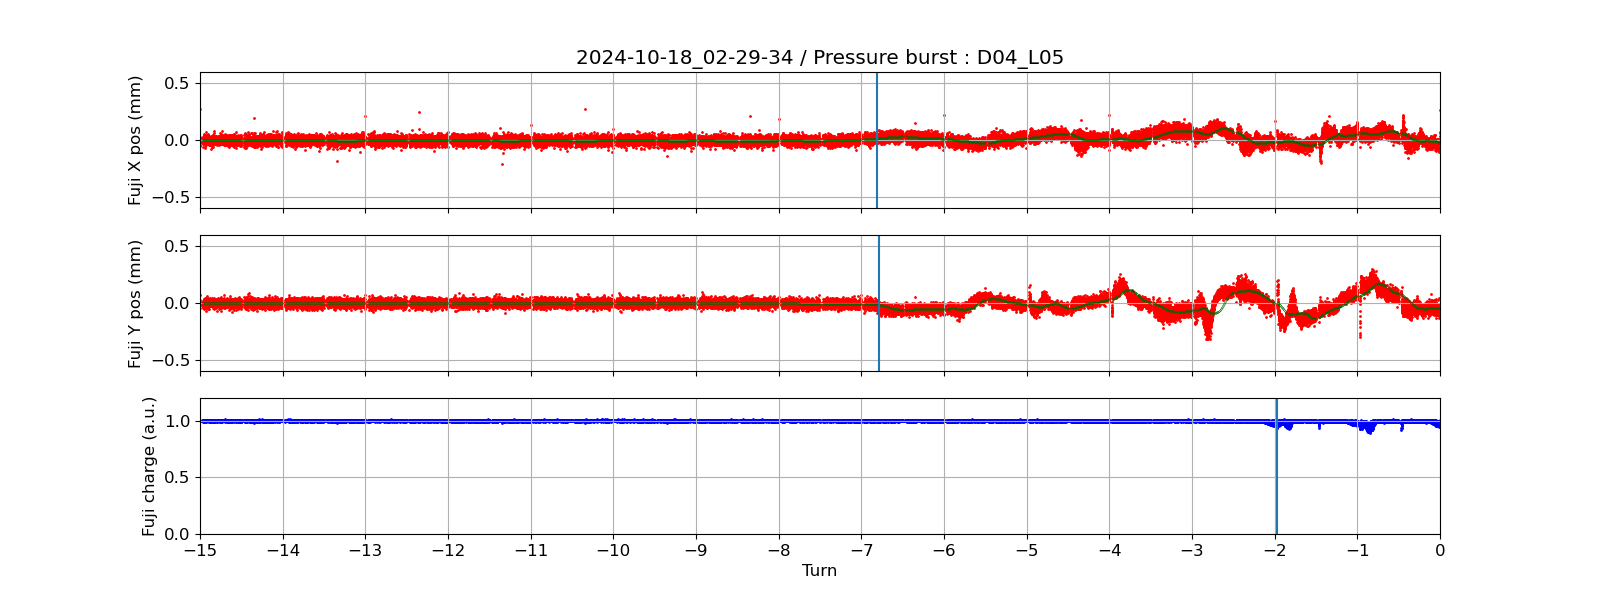 2024-10-18_02-29-34 / Pressure burst : D04_L05
Fuji X pos (mm)
0.5
0.0
−0.5
Fuji Y pos (mm)
0.5
0.0
−0.5
Fuji charge (a.u.)
1.0
0.5
0.0
−15 −14 −13 −12 −11 −10 −9 −8 −7 −6 −5 −4 −3 −2 −1 0
Turn